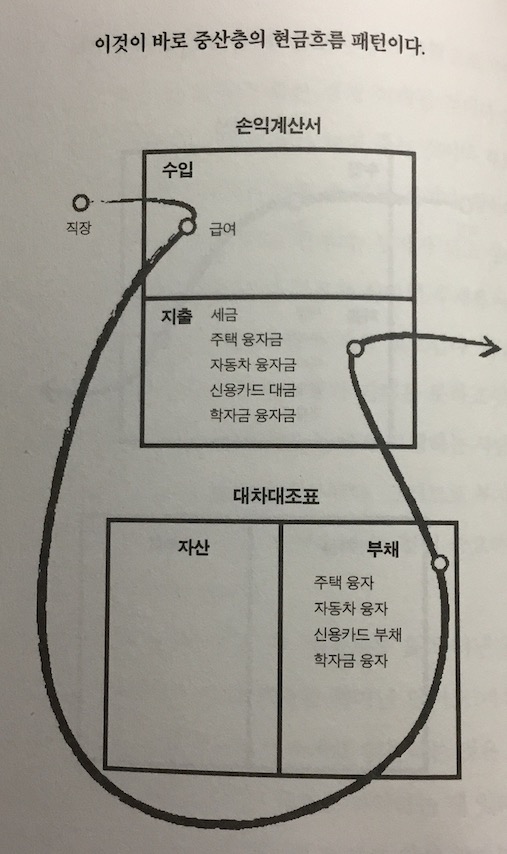 이것이 바로 중산층의 현금흐름 패턴이다.
손익계산서
수입
직장
급여
지출
세금
주택 융자금
자동차 융자금
신용카드 대금
학자금 융자금
대차대조표
자산
부채
주택 융자
자동차 융자
신용카드 부채
학자금 융자